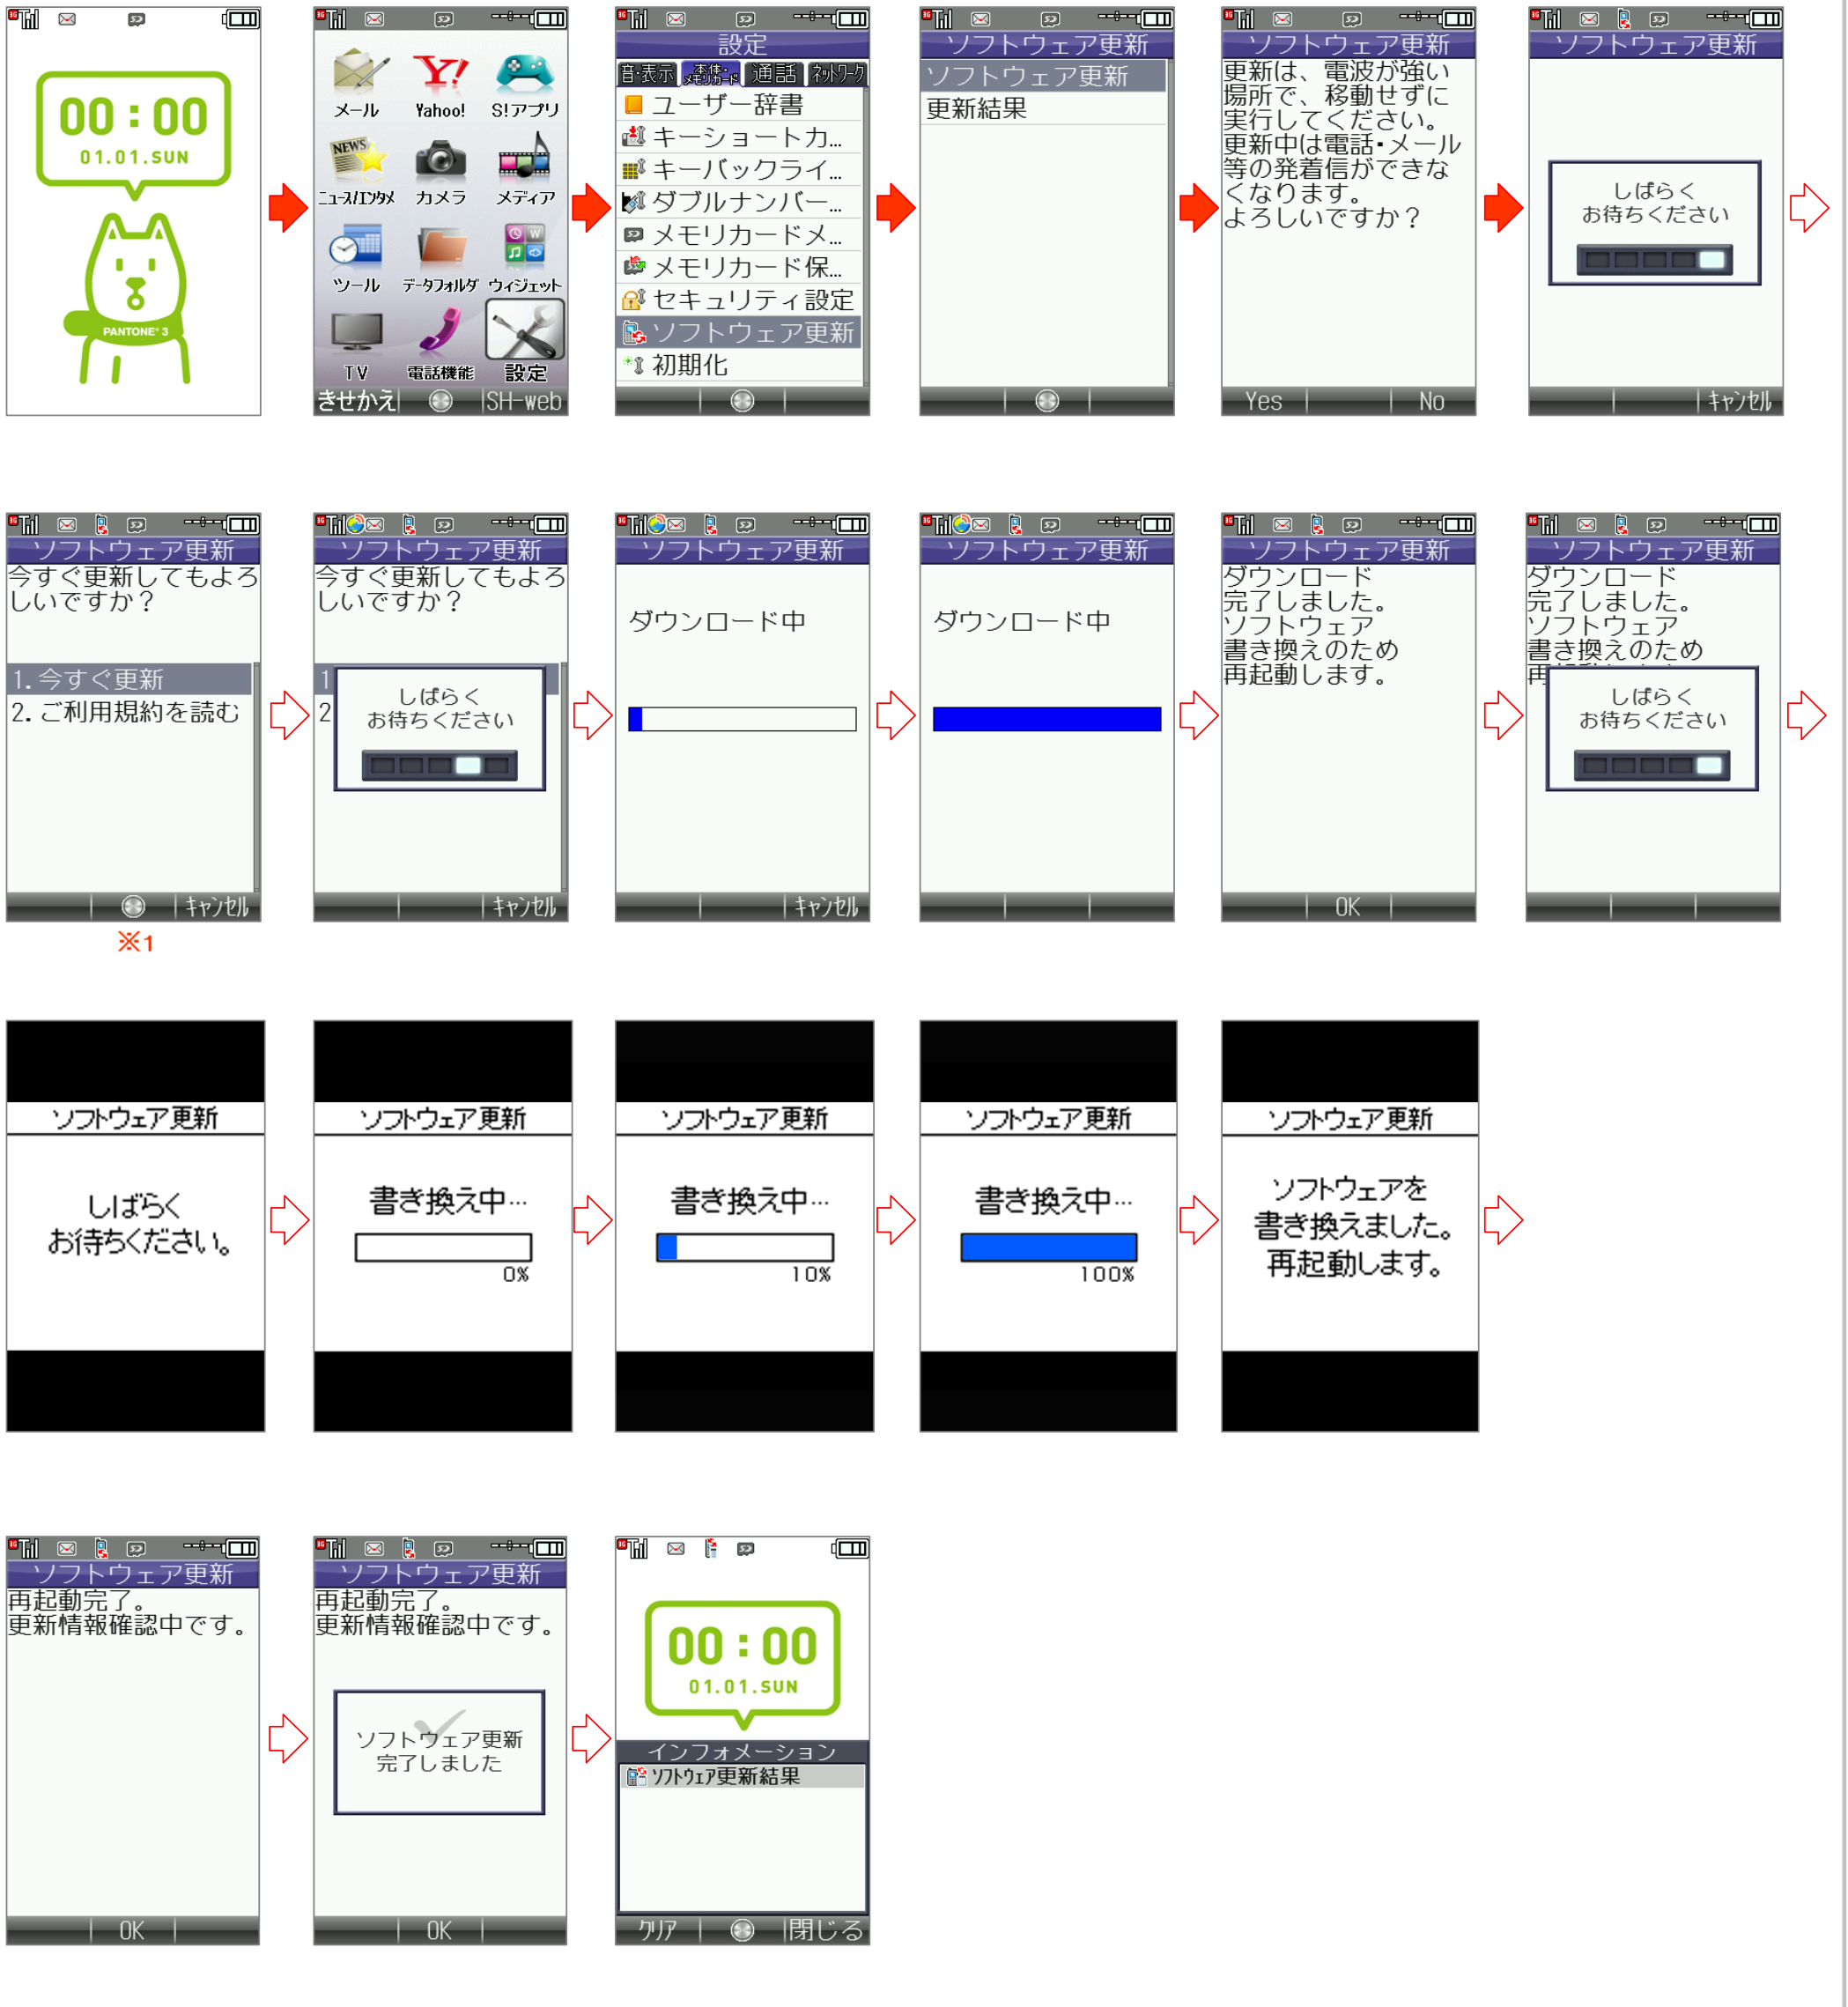 00:00
01.01.SUN
PANTONE® 3
メール
Yahoo!
S!アプリ
NEWS
ニュース/エンタメ
カメラ
メディア
ツール
データフォルダ
ウィジェット
TV
電話機能
設定
きせかえ
SH-web
設定
音・表示
本体・
メモリカード
通話
ネットワーク
ユーザー辞書
キーショートカ…
キーバックライ…
ダブルナンバー…
メモリカードメ…
メモリカード保…
セキュリティ設定
ソフトウェア更新
初期化
ソフトウェア更新
ソフトウェア更新
更新結果
ソフトウェア更新
更新は、電波が強い
場所で、移動せずに
実行してください。
更新中は電話・メール
等の発着信ができな
くなります。
よろしいですか？
Yes
No
ソフトウェア更新
しばらく
お待ちください
キャンセル
ソフトウェア更新
今すぐ更新してもよろ
しいですか？
1.今すぐ更新
2.ご利用規約を読む
キャンセル
※1
ソフトウェア更新
今すぐ更新してもよろ
しいですか？
1
2
しばらく
お待ちください
キャンセル
ソフトウェア更新
ダウンロード中
キャンセル
ソフトウェア更新
ダウンロード中
ソフトウェア更新
ダウンロード
完了しました。
ソフトウェア
書き換えのため
再起動します。
OK
ソフトウェア更新
ダウンロード
完了しました。
ソフトウェア
書き換えのため
しばらく
お待ちください
ソフトウェア更新
しばらく
お待ちください。
ソフトウェア更新
書き換え中…
0%
ソフトウェア更新
書き換え中…
10%
ソフトウェア更新
書き換え中…
100%
ソフトウェア更新
ソフトウェアを
書き換えました。
再起動します。
ソフトウェア更新
再起動完了。
更新情報確認中です。
OK
ソフトウェア更新
再起動完了。
更新情報確認中です。
ソフトウェア更新
完了しました
OK
00:00
01.01.SUN
インフォメーション
ソフトウェア更新結果
クリア
閉じる